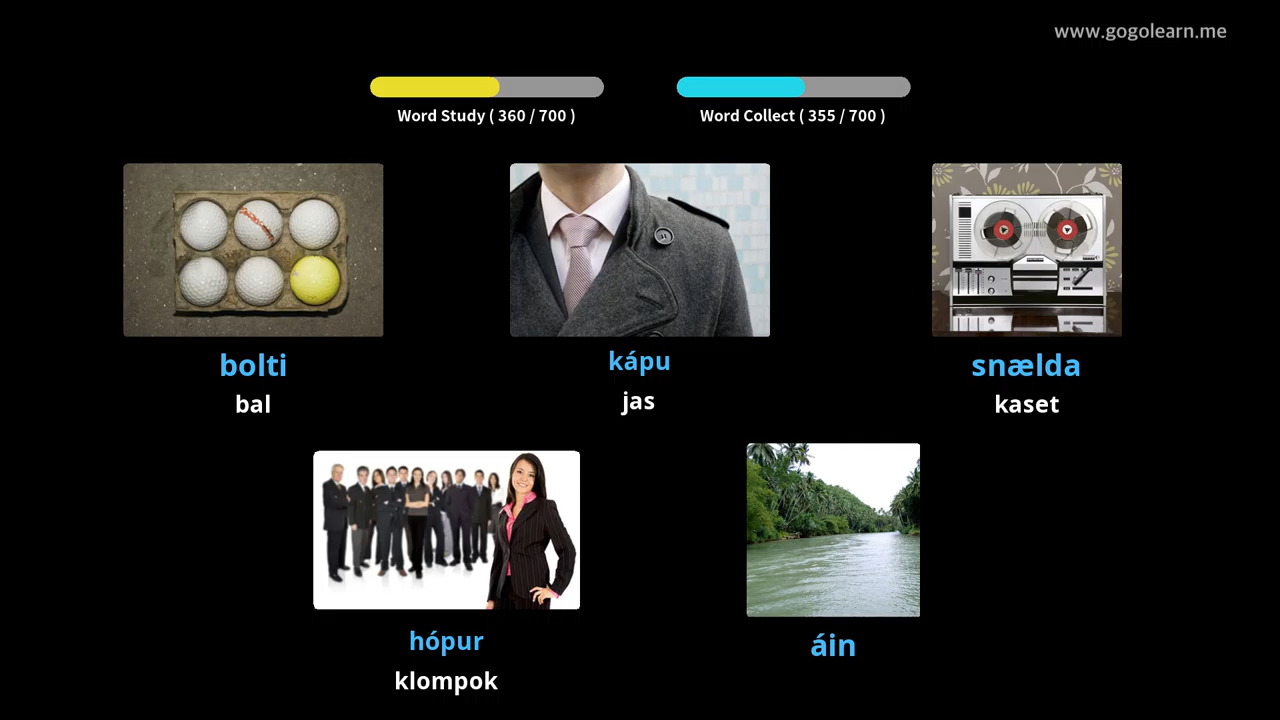 www.gogolearn.me
Word Study ( 360 / 700 )
Word Collect ( 355 / 700 )
bolti
bal
kápu
jas
snælda
kaset
hópur
klompok
áin